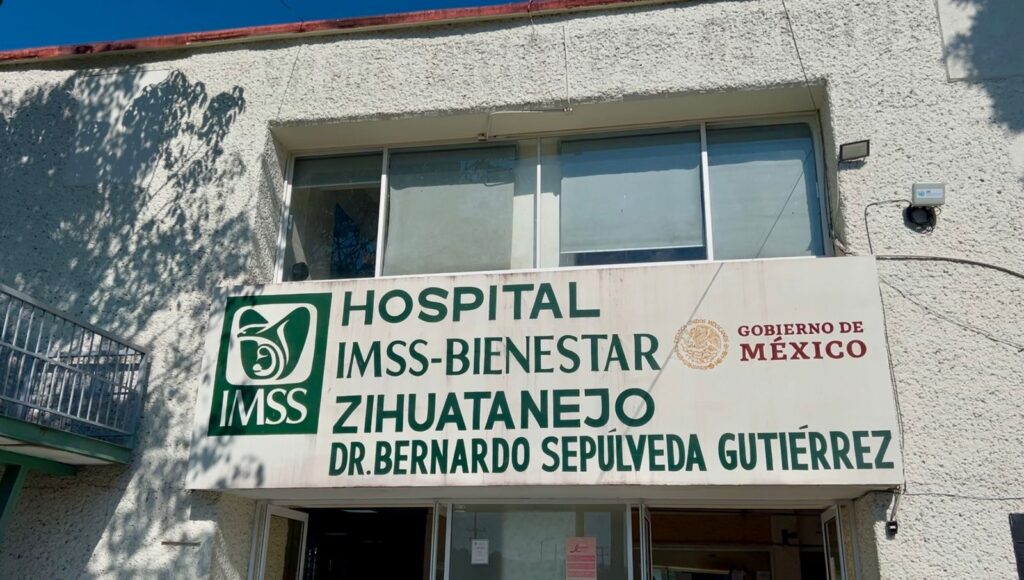 HOSPITAL
IMSS-BIENESTAR
ZIHUATANEJO
DR.BERNARDO SEPÚLVEDA GUTIÉRREZ
IMSS
GOBIERNO DE
MÉXICO